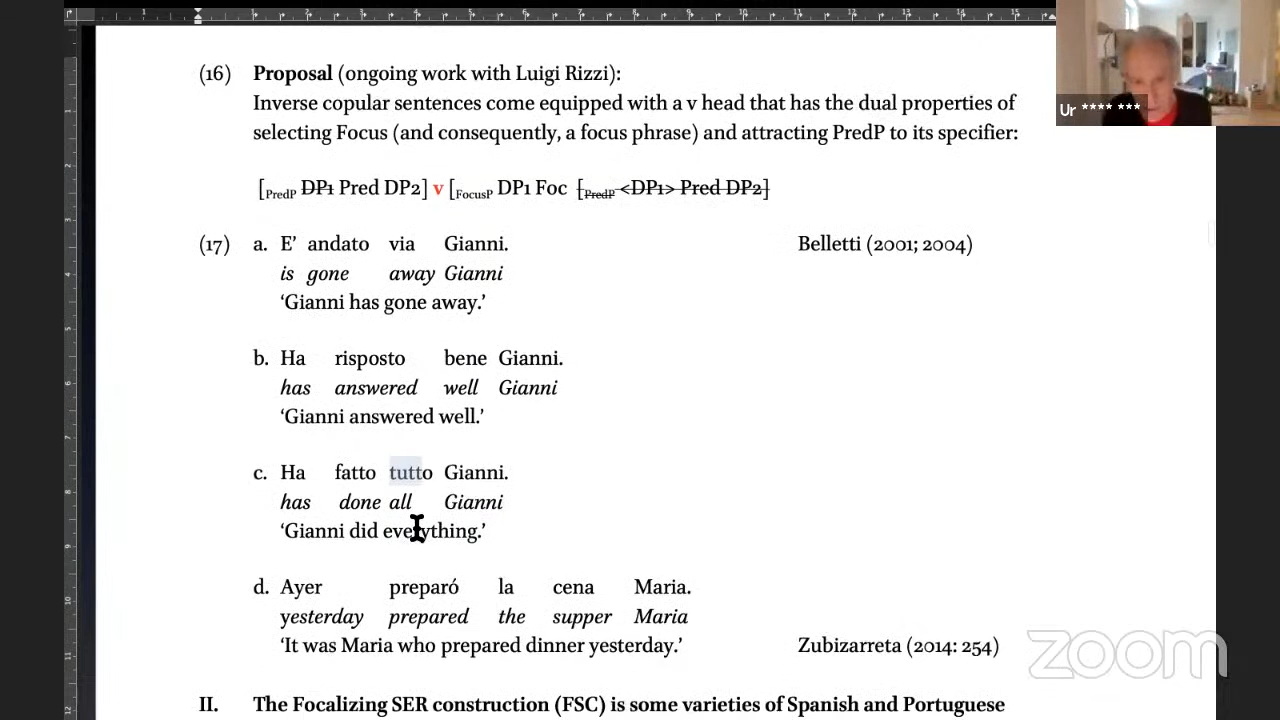 (16) Proposal (ongoing work with Luigi Rizzi):
Inverse copular sentences come equipped with a v head that has the dual properties of
selecting Focus (and consequently, a focus phrase) and attracting PredP to its specifier:
[PredP DP1 Pred DP2] v [FocusP DP1 Foc [PredP <DP1> Pred DP2]
(17) a. E’ andato via Gianni. Belletti (2001; 2004)
is gone away Gianni
‘Gianni has gone away.’
b. Ha risposto bene Gianni.
has answered well Gianni
‘Gianni answered well.’
c. Ha fatto tutto Gianni.
has done all Gianni
‘Gianni did everything.’
d. Ayer preparó la cena Maria.
yesterday prepared the supper Maria
‘It was Maria who prepared dinner yesterday.’ Zubizarreta (2014: 254)
II. The Focalizing SER construction (FSC) is some varieties of Spanish and Portuguese
Ur **** ***
zoom